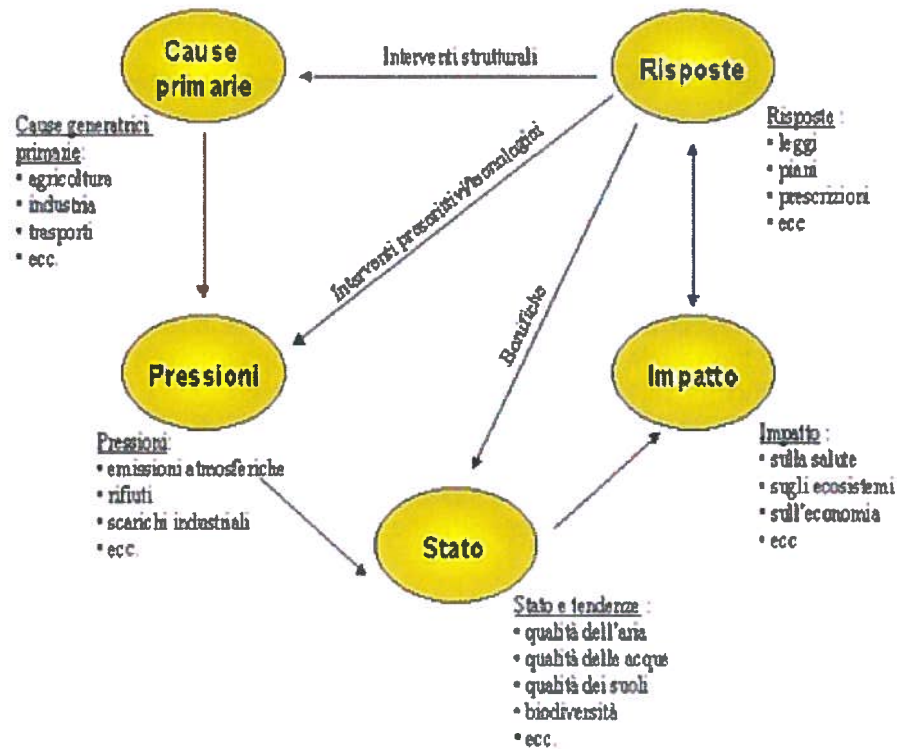 Cause
primarie
Interventi strutturali
Risposte
Cause generatrici
primarie:
• agricoltura
• industria
• trasporti
• ecc.
Risposte :
• leggi
• piani
• prescrizioni
• ecc
Interventi prescrittivi/tecnologici
Bonifiche
Pressioni
Impatto
Pressioni:
• emissioni atmosferiche
• rifiuti
• scarichi industriali
• ecc.
Impatto :
• sulla salute
• sugli ecosistemi
• sull'economia
• ecc
Stato
Stato e tendenze :
• qualità dell'aria
• qualità delle acque
• qualità dei suoli
• biodiversità
• ecc.